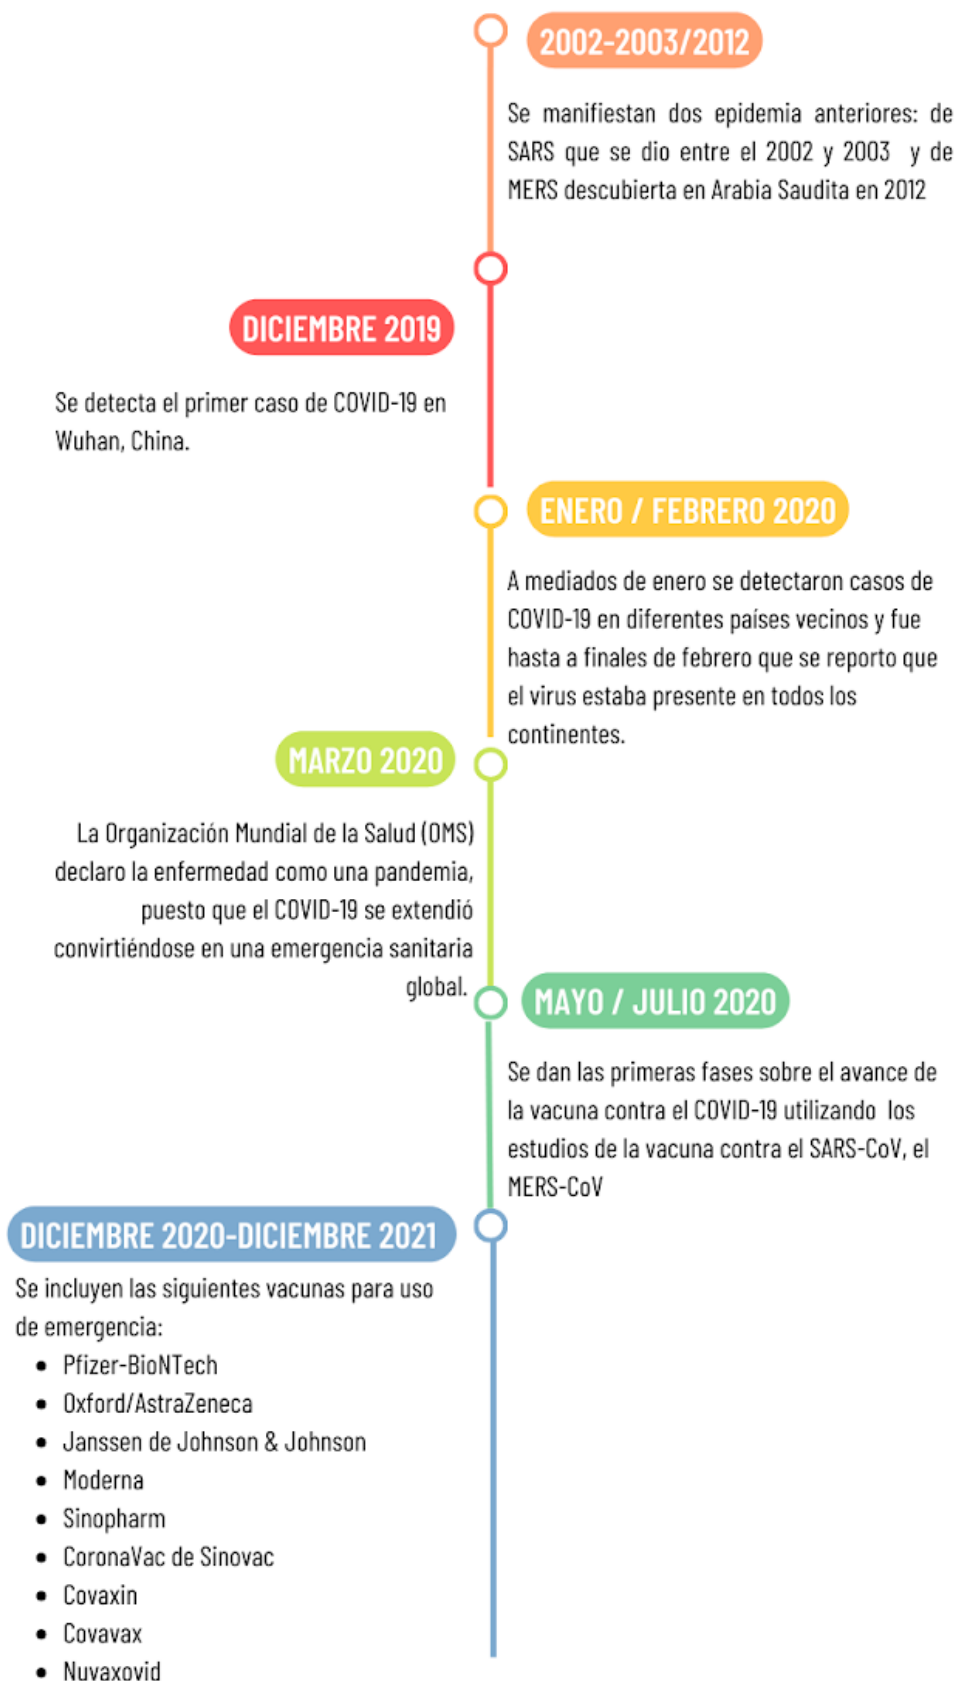 2002-2003/2012
Se manifiestan dos epidemia anteriores: de
SARS que se dio entre el 2002 y 2003 y de
MERS descubierta en Arabia Saudita en 2012
DICIEMBRE 2019
Se detecta el primer caso de COVID-19 en
Wuhan, China.
ENERO / FEBRERO 2020
A mediados de enero se detectaron casos de
COVID-19 en diferentes países vecinos y fue
hasta a finales de febrero que se reporto que
el virus estaba presente en todos los
continentes.
MARZO 2020
La Organización Mundial de la Salud (OMS)
declaro la enfermedad como una pandemia,
puesto que el COVID-19 se extendió
convirtiéndose en una emergencia sanitaria
global.
MAYO / JULIO 2020
Se dan las primeras fases sobre el avance de
la vacuna contra el COVID-19 utilizando los
estudios de la vacuna contra el SARS-CoV, el
MERS-CoV
DICIEMBRE 2020-DICIEMBRE 2021
Se incluyen las siguientes vacunas para uso
de emergencia:
• Pfizer-BioNTech
• Oxford/AstraZeneca
• Janssen de Johnson & Johnson
• Moderna
• Sinopharm
• CoronaVac de Sinovac
• Covaxin
• Covavax
• Nuvaxovid